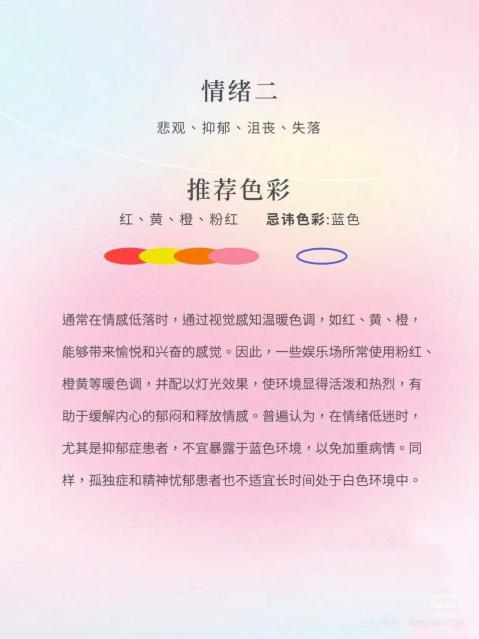 情绪二
悲观、抑郁、沮丧、失落
推荐色彩
红、黄、橙、粉红 忌讳色彩:蓝色
通常在情感低落时，通过视觉感知温暖色调，如红、黄、橙，
能够带来愉悦和兴奋的感觉。因此，一些娱乐场所常使用粉红、
橙黄等暖色调，并配以灯光效果，使环境显得活泼和热烈，有
助于缓解内心的郁闷和释放情感。普遍认为，在情绪低迷时，
尤其是抑郁症患者，不宜暴露于蓝色环境，以免加重病情。同
样，孤独症和精神忧郁患者也不适宜长时间处于白色环境中。